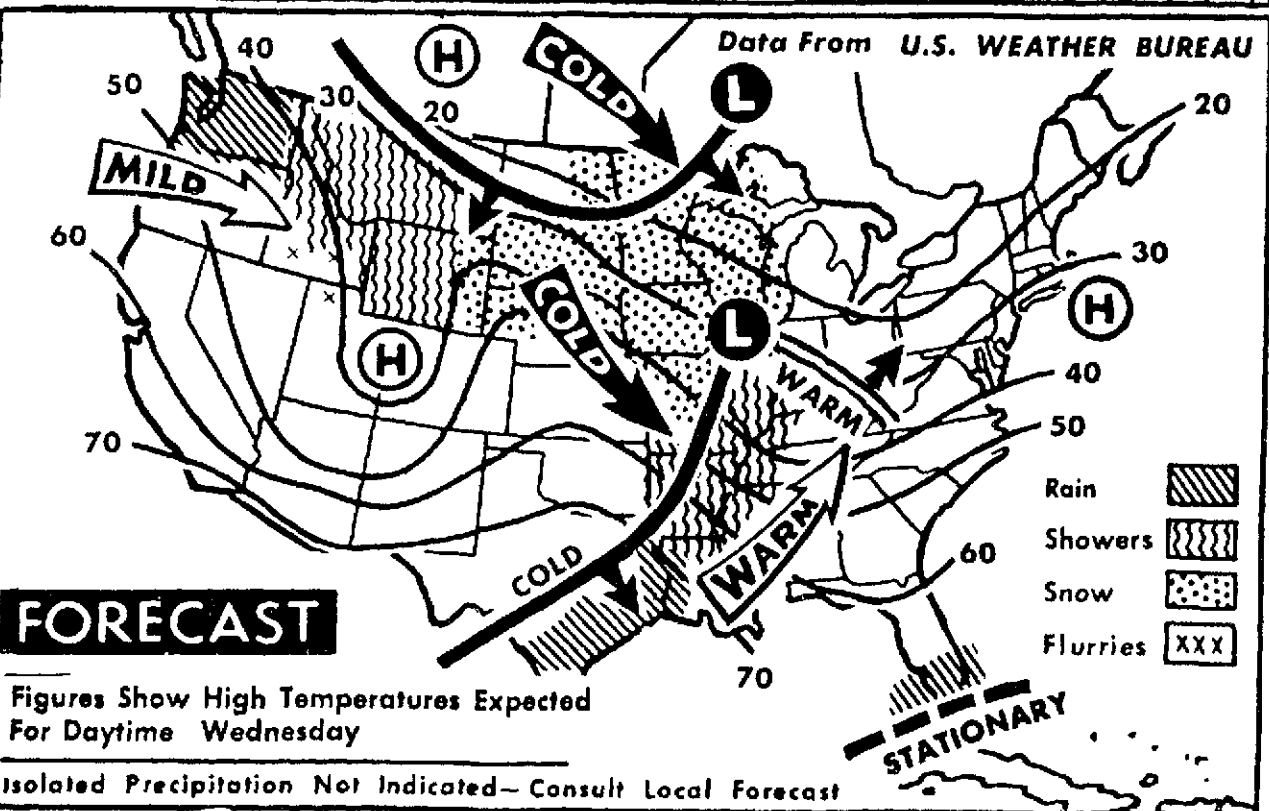 Data From U.S. WEATHER BUREAU
40
H
COLD
L
50
30
20
20
MILD
60
30
H
COLD
H
L
WARM
40
70
50
WARM
COLD
60
70
STATIONARY
Rain
Showers
Snow
Flurries XXX
FORECAST
Figures Show High Temperatures Expected
For Daytime Wednesday
Isolated Precipitation Not Indicated– Consult Local Forecast